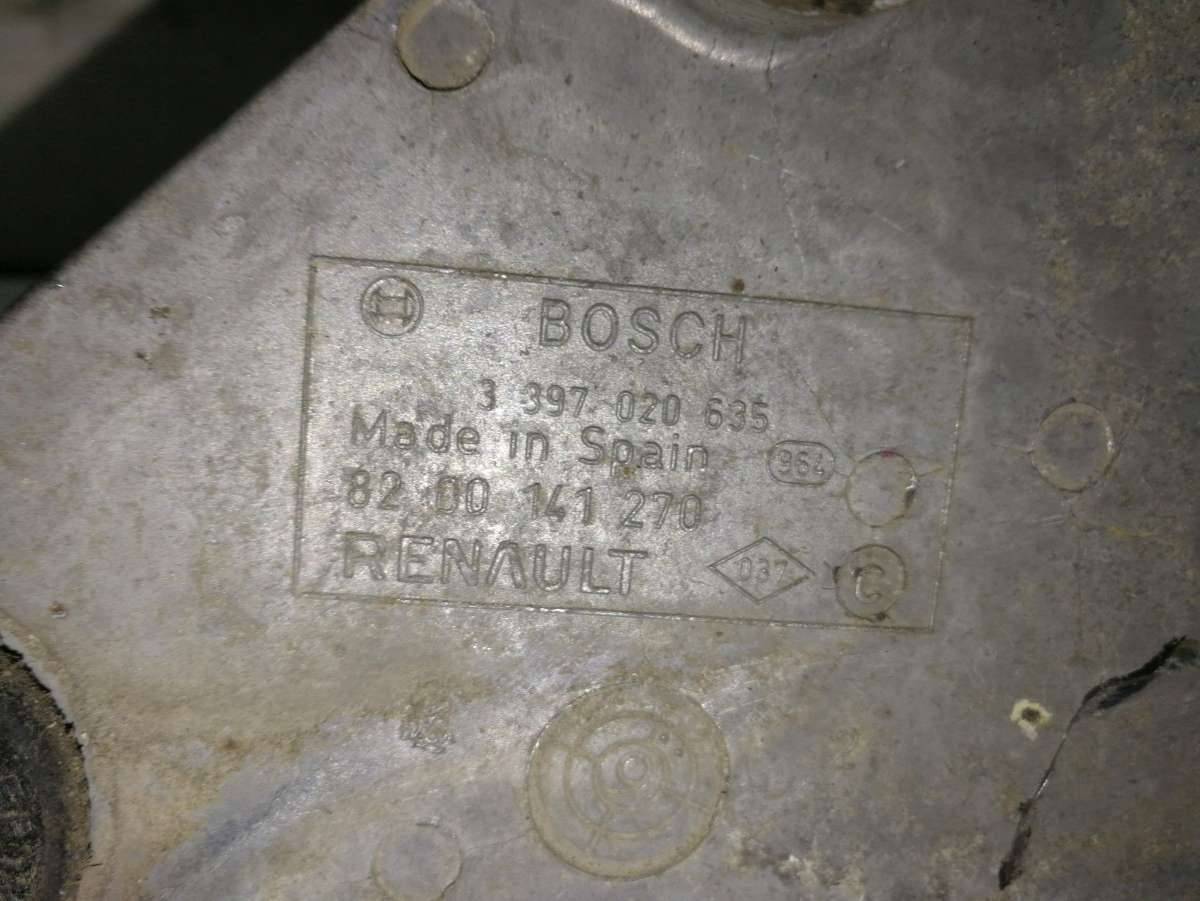 BOSCH
3 397 020 635
Made in Spain 964
82 00 141 270
RENAULT 037 C